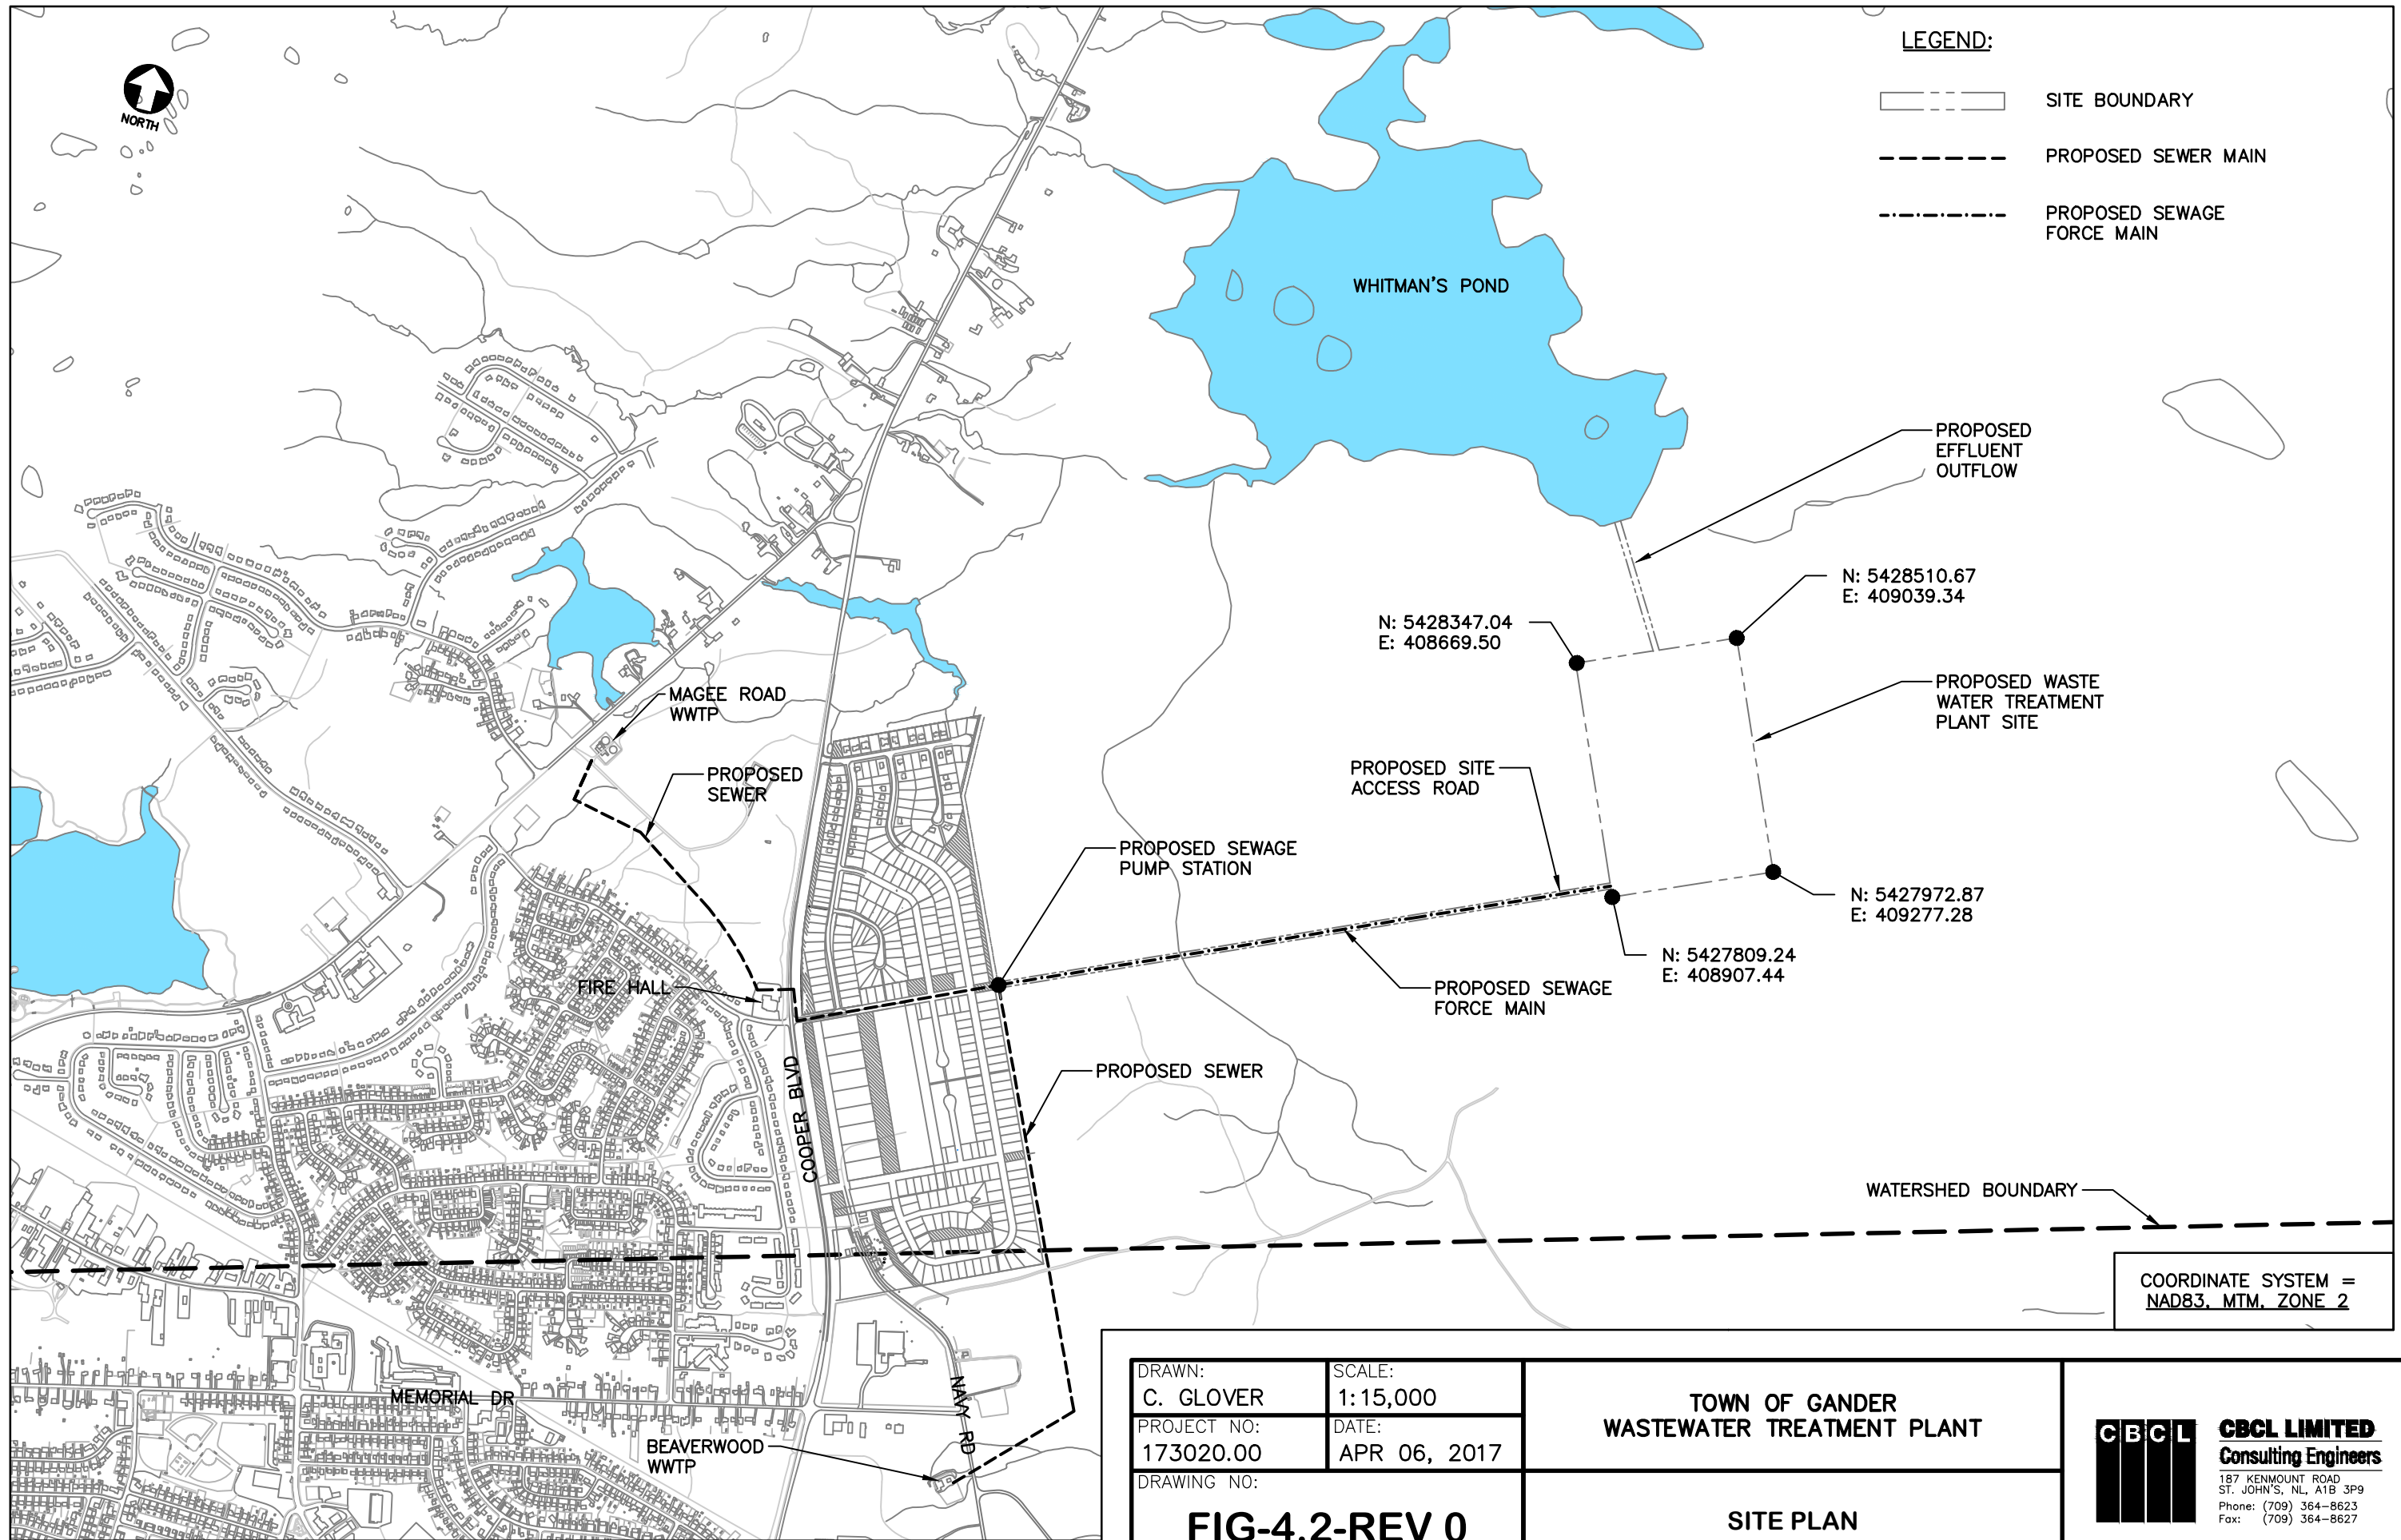 LEGEND:
SITE BOUNDARY
PROPOSED SEWER MAIN
PROPOSED SEWAGE
FORCE MAIN
NORTH
WHITMAN'S POND
PROPOSED
EFFLUENT
OUTFLOW
N: 5428510.67
E: 409039.34
N: 5428347.04
E: 408669.50
PROPOSED WASTE
WATER TREATMENT
PLANT SITE
MAGEE ROAD
WWTP
PROPOSED
SEWER
PROPOSED SITE
ACCESS ROAD
PROPOSED SEWAGE
PUMP STATION
N: 5427972.87
E: 409277.28
N: 5427809.24
E: 408907.44
FIRE HALL
PROPOSED SEWAGE
FORCE MAIN
PROPOSED SEWER
COOPER BLVD
WATERSHED BOUNDARY
COORDINATE SYSTEM =
NAD83, MTM, ZONE 2
MEMORIAL DR
NAVY RD
BEAVERWOOD
WWTP
DRAWN:
C. GLOVER
SCALE:
1:15,000
PROJECT NO:
173020.00
DATE:
APR 06, 2017
DRAWING NO:
FIG-4.2-REV 0
TOWN OF GANDER
WASTEWATER TREATMENT PLANT
SITE PLAN
CBCL
CBCL LIMITED
Consulting Engineers
187 KENMOUNT ROAD
ST. JOHN'S, NL, A1B 3P9
Phone: (709) 364-8623
Fax: (709) 364-8627